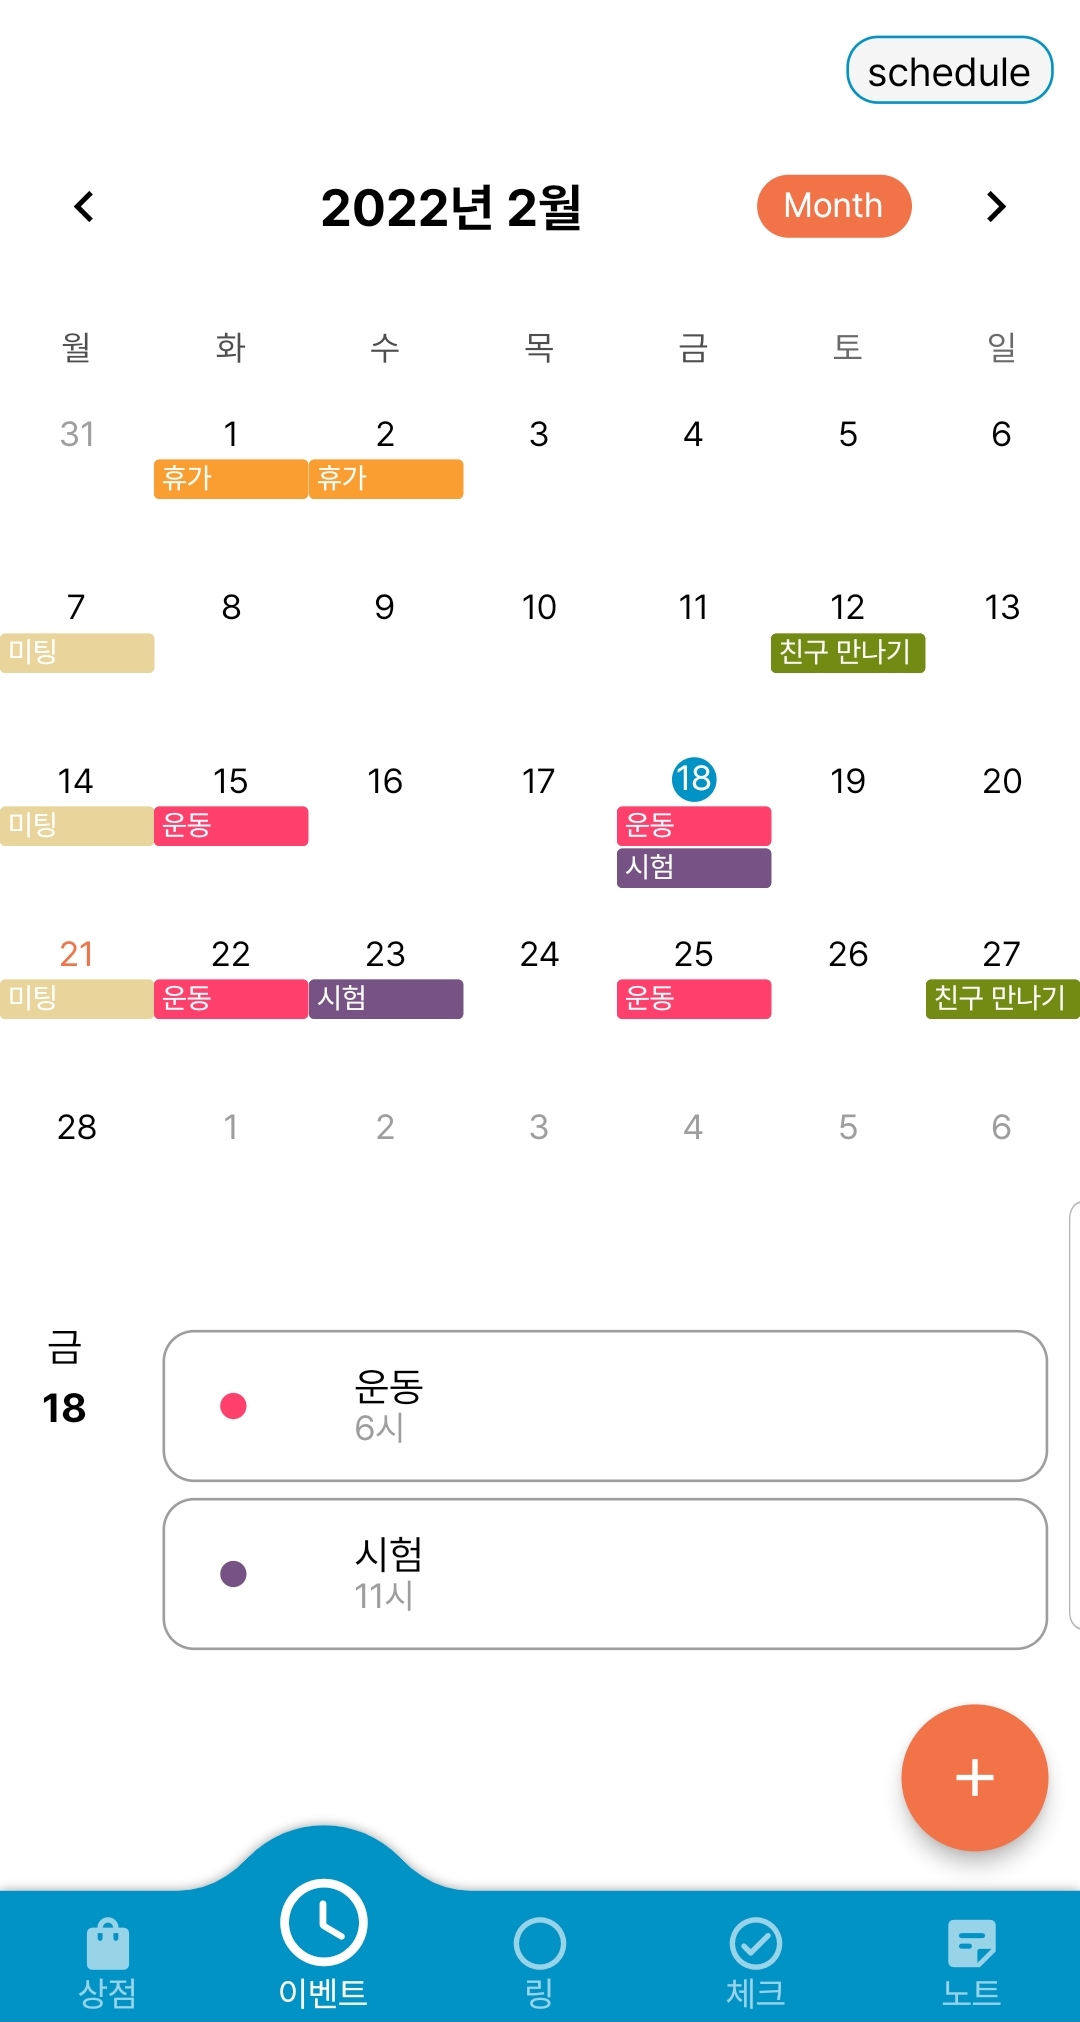 schedule
2022년 2월 Month
월 화 수 목 금 토 일
31 1 2 3 4 5 6
휴가 휴가
7 8 9 10 11 12 13
미팅 친구 만나기
14 15 16 17 18 19 20
미팅 운동 운동
시험
21 22 23 24 25 26 27
미팅 운동 시험 운동 친구 만나기
28 1 2 3 4 5 6
금
18
운동
6시
시험
11시
상점 이벤트 링 체크 노트